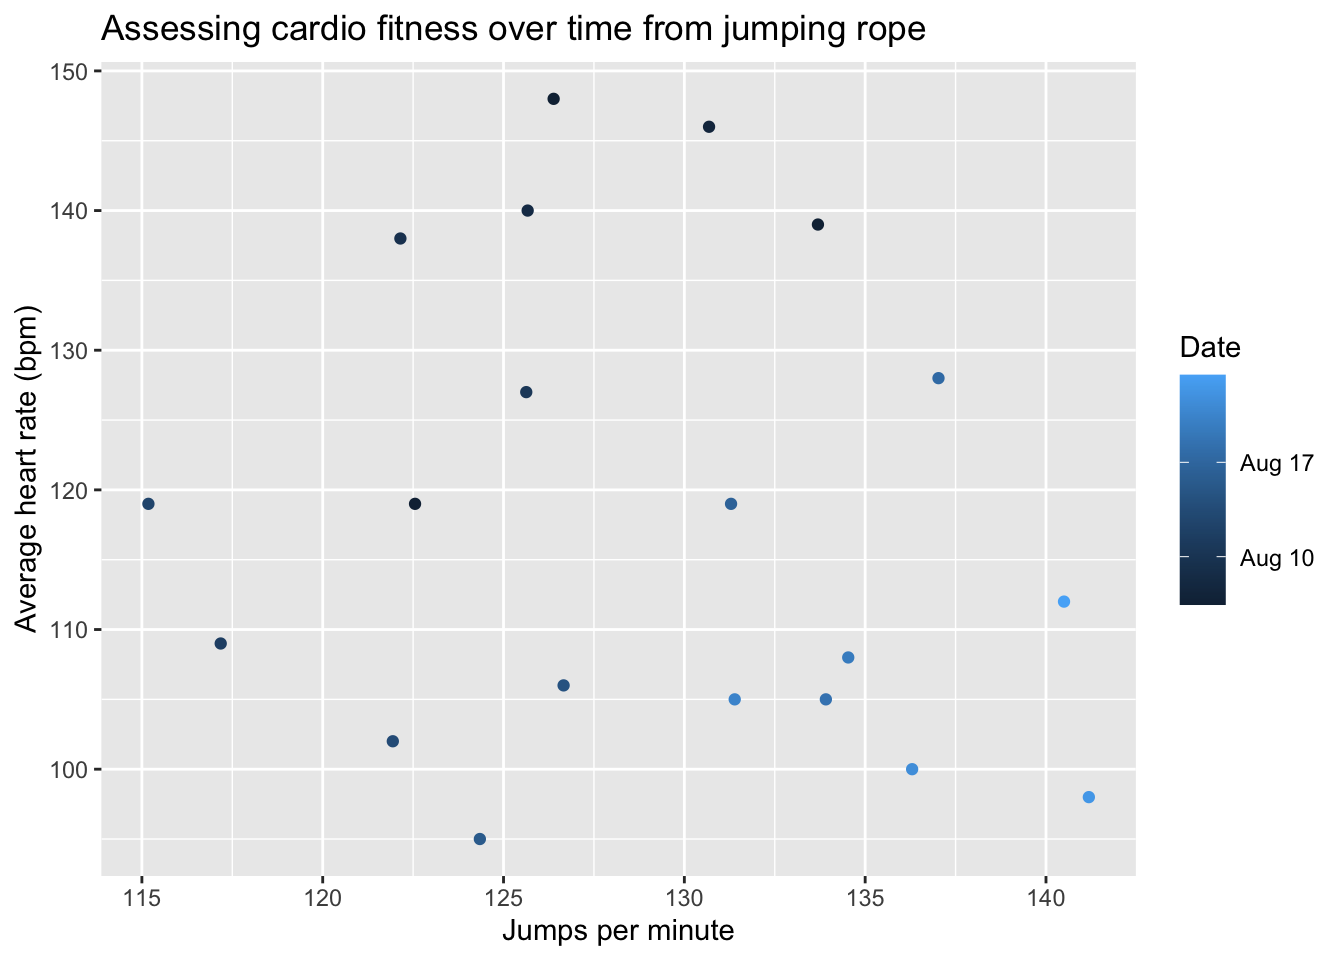 Assessing cardio fitness over time from jumping rope
150
140
130
120
110
100
Average heart rate (bpm)
115 120 125 130 135 140
Jumps per minute
Date
Aug 17
Aug 10